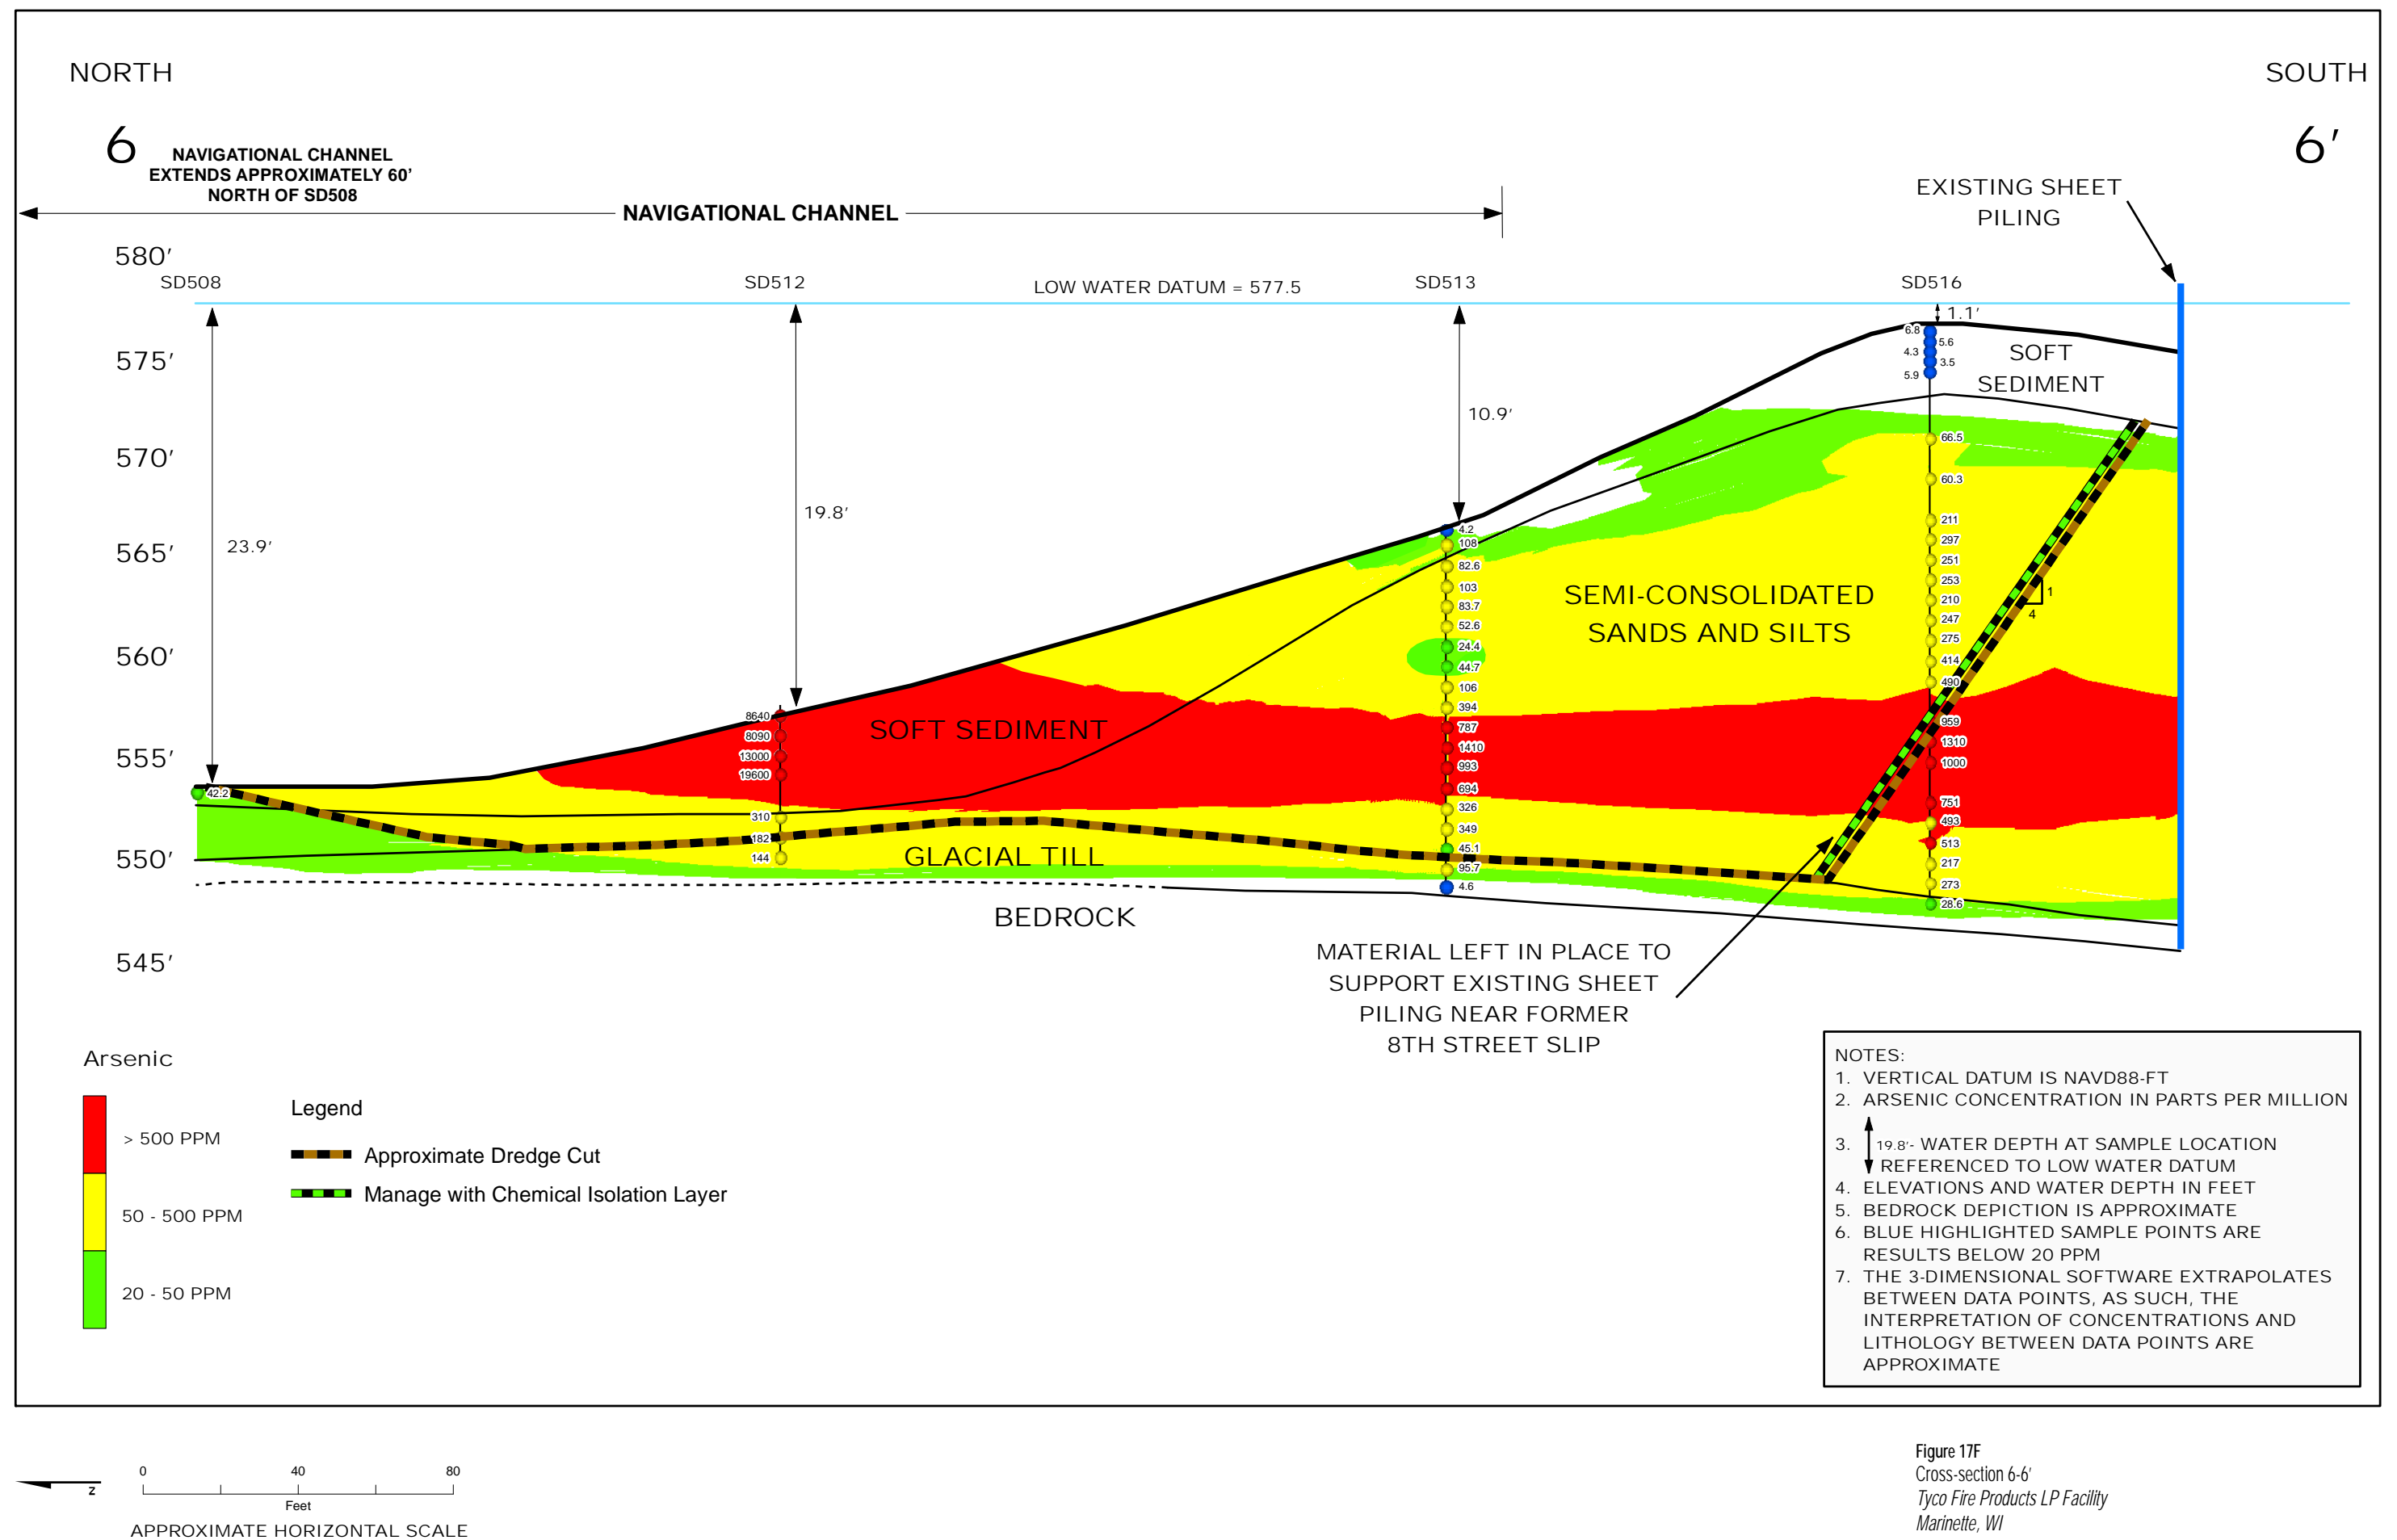 NORTH
SOUTH
6
6'
NAVIGATIONAL CHANNEL
EXTENDS APPROXIMATELY 60'
NORTH OF SD508
NAVIGATIONAL CHANNEL
EXISTING SHEET
PILING
580'
SD508
SD512
LOW WATER DATUM = 577.5
SD513
SD516
575'
570'
565'
560'
555'
550'
545'
23.9'
19.8'
10.9'
1.1'
42.2
8640
8090
13000
19600
310
182
144
4.2
108
82.6
103
83.7
52.6
24.4
44.7
106
394
787
1410
993
694
326
349
45.1
95.7
4.6
6.8
5.6
4.3
3.5
5.9
66.5
60.3
211
297
251
253
210
247
275
414
490
959
1310
1000
751
493
513
217
273
28.6
SOFT
SEDIMENT
SEMI-CONSOLIDATED
SANDS AND SILTS
1
4
SOFT SEDIMENT
GLACIAL TILL
BEDROCK
MATERIAL LEFT IN PLACE TO
SUPPORT EXISTING SHEET
PILING NEAR FORMER
8TH STREET SLIP
Arsenic
> 500 PPM
50 - 500 PPM
20 - 50 PPM
Legend
Approximate Dredge Cut
Manage with Chemical Isolation Layer
NOTES:
1. VERTICAL DATUM IS NAVD88-FT
2. ARSENIC CONCENTRATION IN PARTS PER MILLION
3. 19.8'- WATER DEPTH AT SAMPLE LOCATION
REFERENCED TO LOW WATER DATUM
4. ELEVATIONS AND WATER DEPTH IN FEET
5. BEDROCK DEPICTION IS APPROXIMATE
6. BLUE HIGHLIGHTED SAMPLE POINTS ARE
RESULTS BELOW 20 PPM
7. THE 3-DIMENSIONAL SOFTWARE EXTRAPOLATES
BETWEEN DATA POINTS, AS SUCH, THE
INTERPRETATION OF CONCENTRATIONS AND
LITHOLOGY BETWEEN DATA POINTS ARE
APPROXIMATE
N
0 40 80
Feet
APPROXIMATE HORIZONTAL SCALE
Figure 17F
Cross-section 6-6'
Tyco Fire Products LP Facility
Marinette, WI